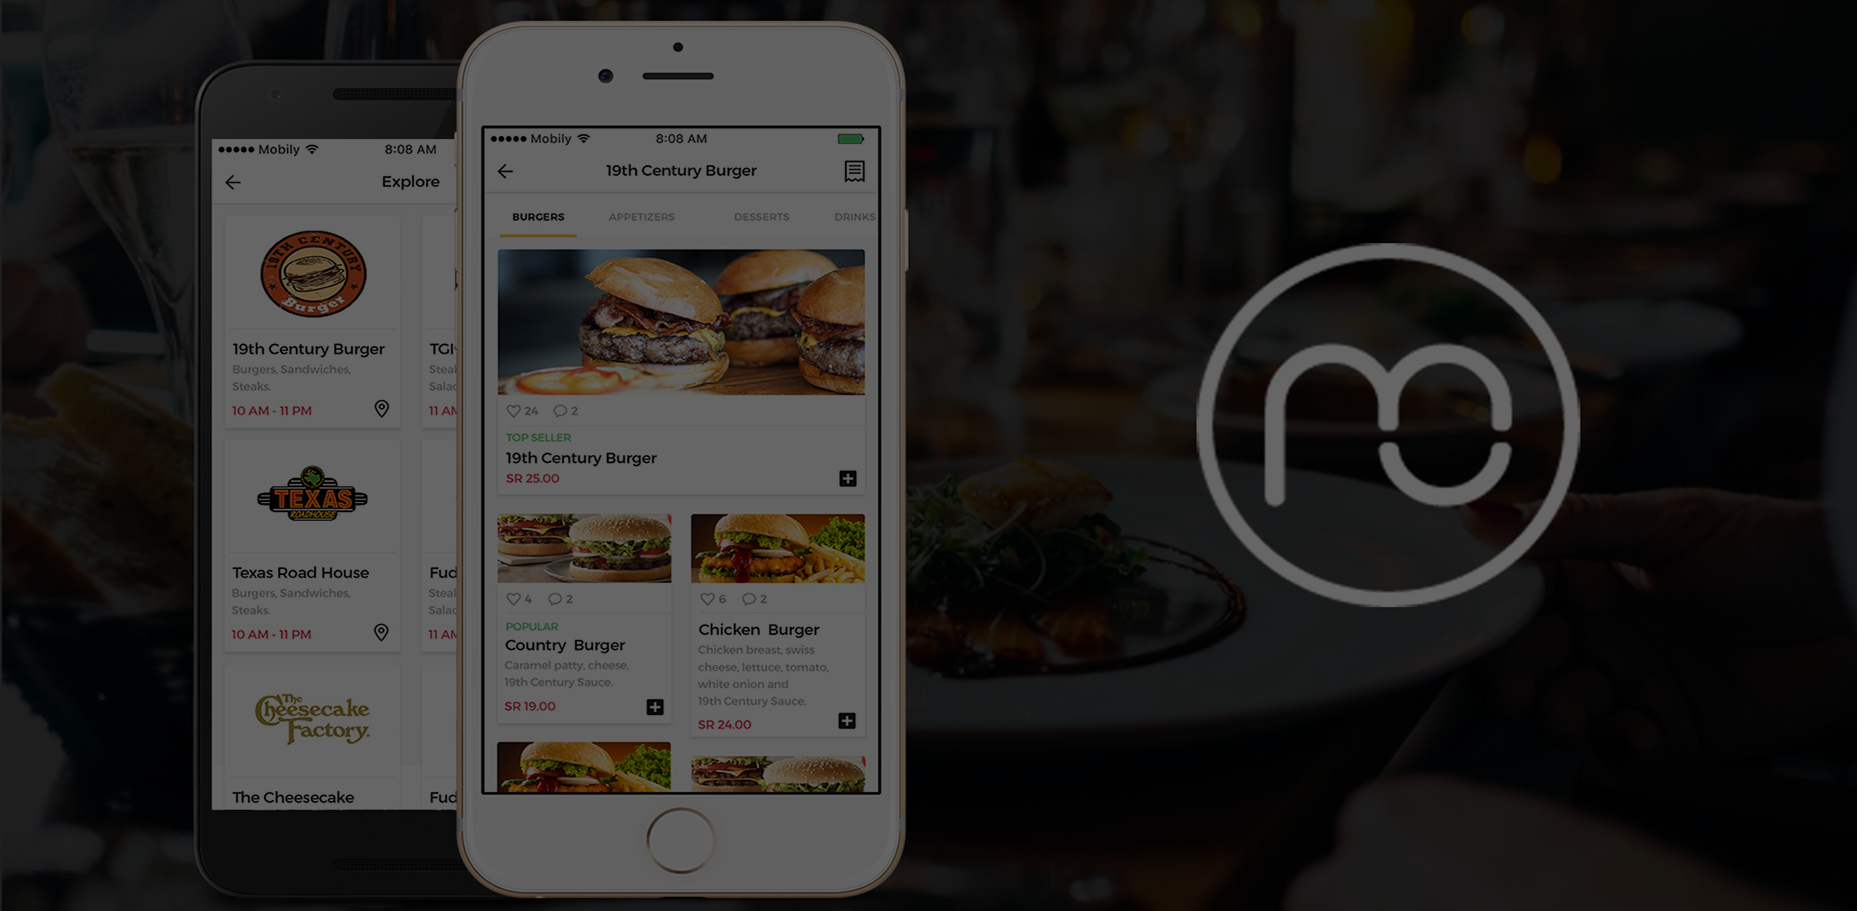 Mobily
8:08 AM
Explore
19TH CENTURY
Burger
19th Century Burger
Burgers, Sandwiches,
Steaks.
10 AM - 11 PM
TGI
Steak
Salad
11 AM
TEXAS
ROADHOUSE
Texas Road House
Burgers, Sandwiches,
Steaks.
10 AM - 11 PM
Fud
Steak
Salad
11 AM
The
Cheesecake
Factory.
The Cheesecake
Fud
Mobily
8:08 AM
19th Century Burger
BURGERS APPETIZERS DESSERTS DRINKS
24 2
TOP SELLER
19th Century Burger
SR 25.00
4 2
POPULAR
Country Burger
Caramel patty, cheese,
19th Century Sauce.
SR 19.00
6 2
Chicken Burger
Chicken breast, swiss
cheese, lettuce, tomato,
white onion and
19th Century Sauce.
SR 24.00